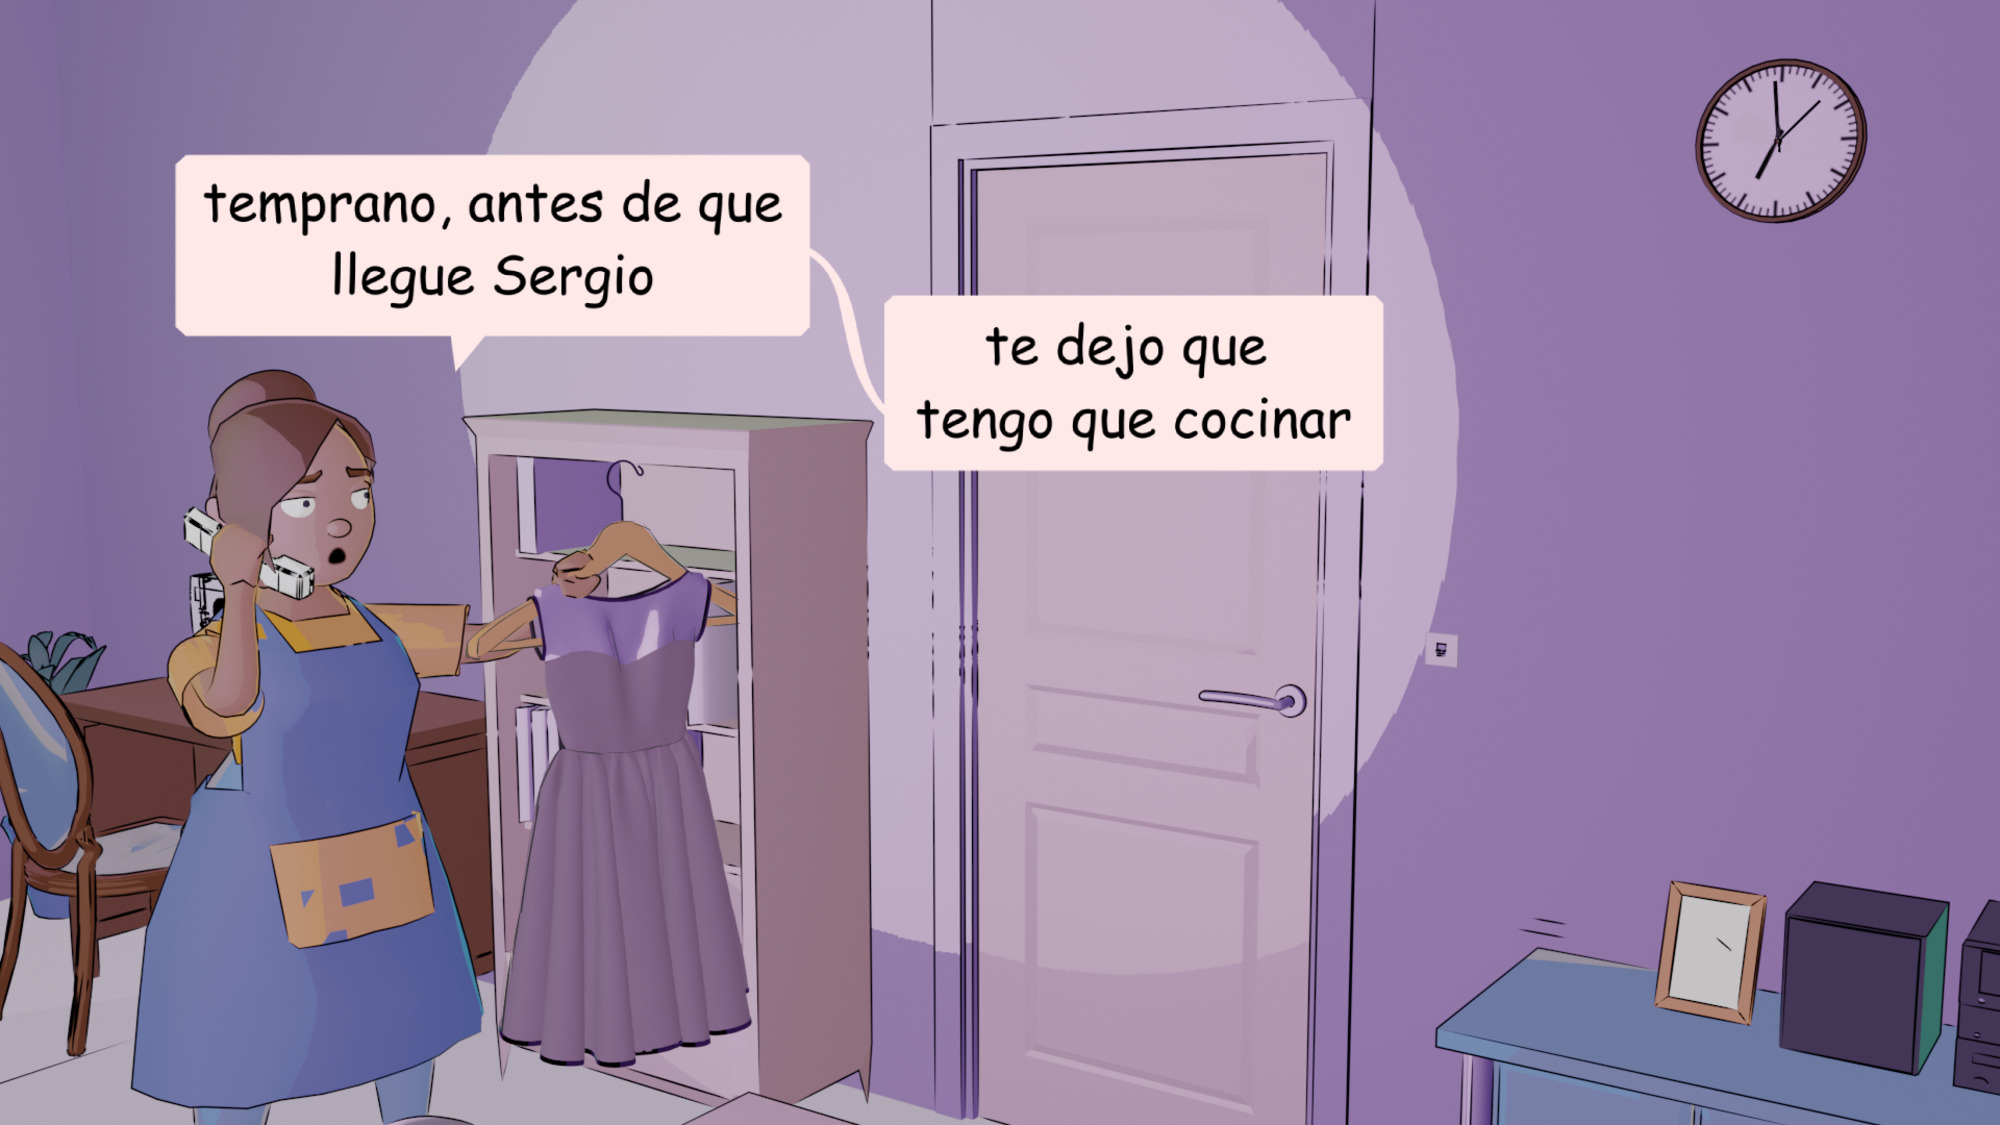 temprano, antes de que
llegue Sergio
te dejo que
tengo que cocinar